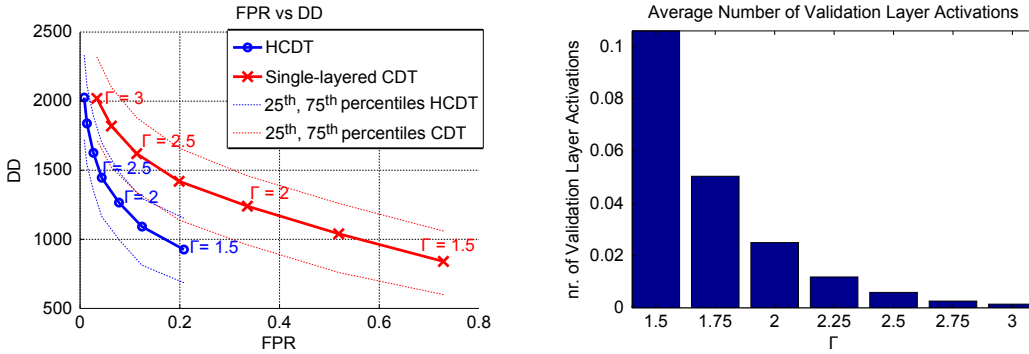 FPR vs DD
2500
2000
1500
1000
500
DD
0
0.2
0.4
0.6
0.8
FPR
HCDT
Single-layered CDT
25th, 75th percentiles HCDT
25th, 75th percentiles CDT
Γ = 3
Γ = 2.5
Γ = 2.5
Γ = 2
Γ = 2
Γ = 1.5
Γ = 1.5
Average Number of Validation Layer Activations
0.1
0.08
0.06
0.04
0.02
0
nr. of Validation Layer Activations
1.5
1.75
2
2.25
2.5
2.75
3
Γ